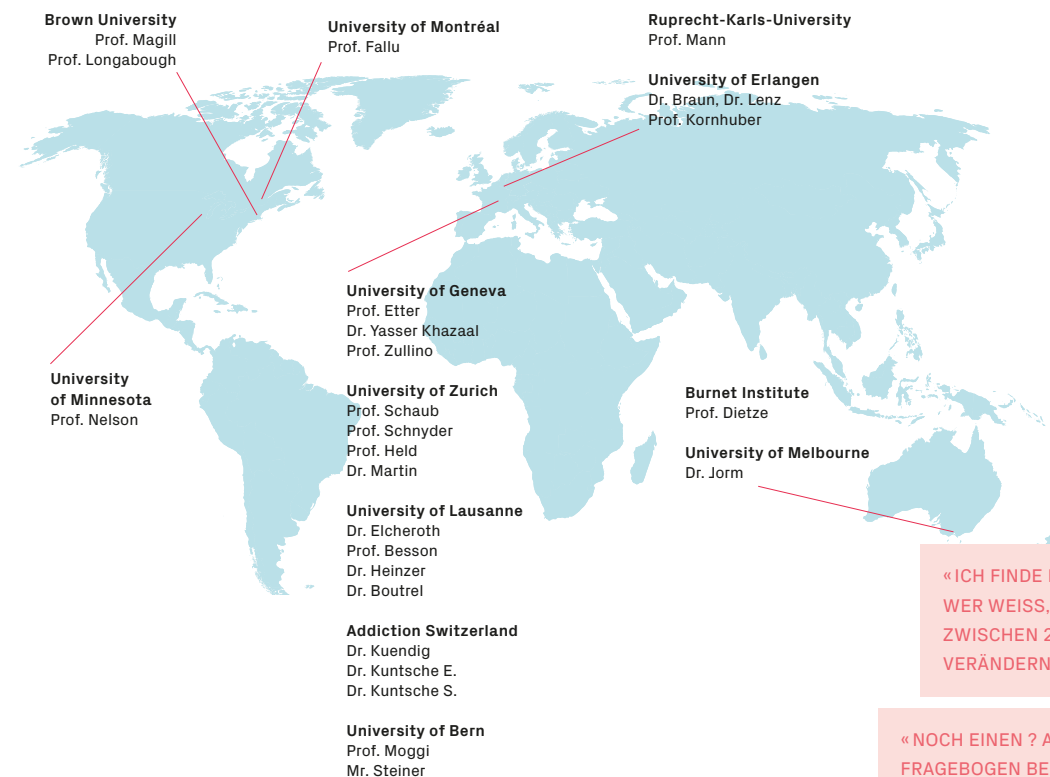 Brown University
Prof. Magill
Prof. Longabough
University of Montréal
Prof. Fallu
Ruprecht-Karls-University
Prof. Mann
University of Erlangen
Dr. Braun, Dr. Lenz
Prof. Kornhuber
University of Geneva
Prof. Etter
Dr. Yasser Khazaal
Prof. Zullino
University
of Minnesota
Prof. Nelson
University of Zurich
Prof. Schaub
Prof. Schnyder
Prof. Held
Dr. Martin
Burnet Institute
Prof. Dietze
University of Melbourne
Dr. Jorm
University of Lausanne
Dr. Elcheroth
Prof. Besson
Dr. Heinzer
Dr. Boutrel
Addiction Switzerland
Dr. Kuendig
Dr. Kuntsche E.
Dr. Kuntsche S.
University of Bern
Prof. Moggi
Mr. Steiner
«ICH FINDE
WER WEISS,
ZWISCHEN 2
VERÄNDERN
«NOCH EINEN ? A
FRAGEBOGEN BE